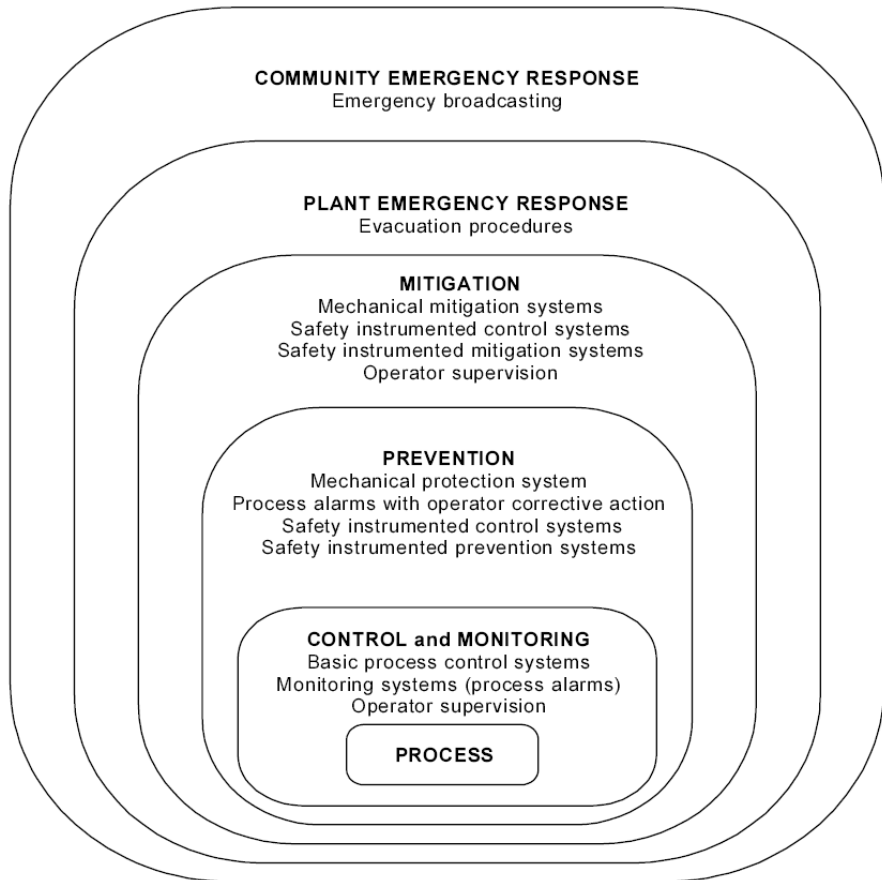 COMMUNITY EMERGENCY RESPONSE
Emergency broadcasting
PLANT EMERGENCY RESPONSE
Evacuation procedures
MITIGATION
Mechanical mitigation systems
Safety instrumented control systems
Safety instrumented mitigation systems
Operator supervision
PREVENTION
Mechanical protection system
Process alarms with operator corrective action
Safety instrumented control systems
Safety instrumented prevention systems
CONTROL and MONITORING
Basic process control systems
Monitoring systems (process alarms)
Operator supervision
PROCESS